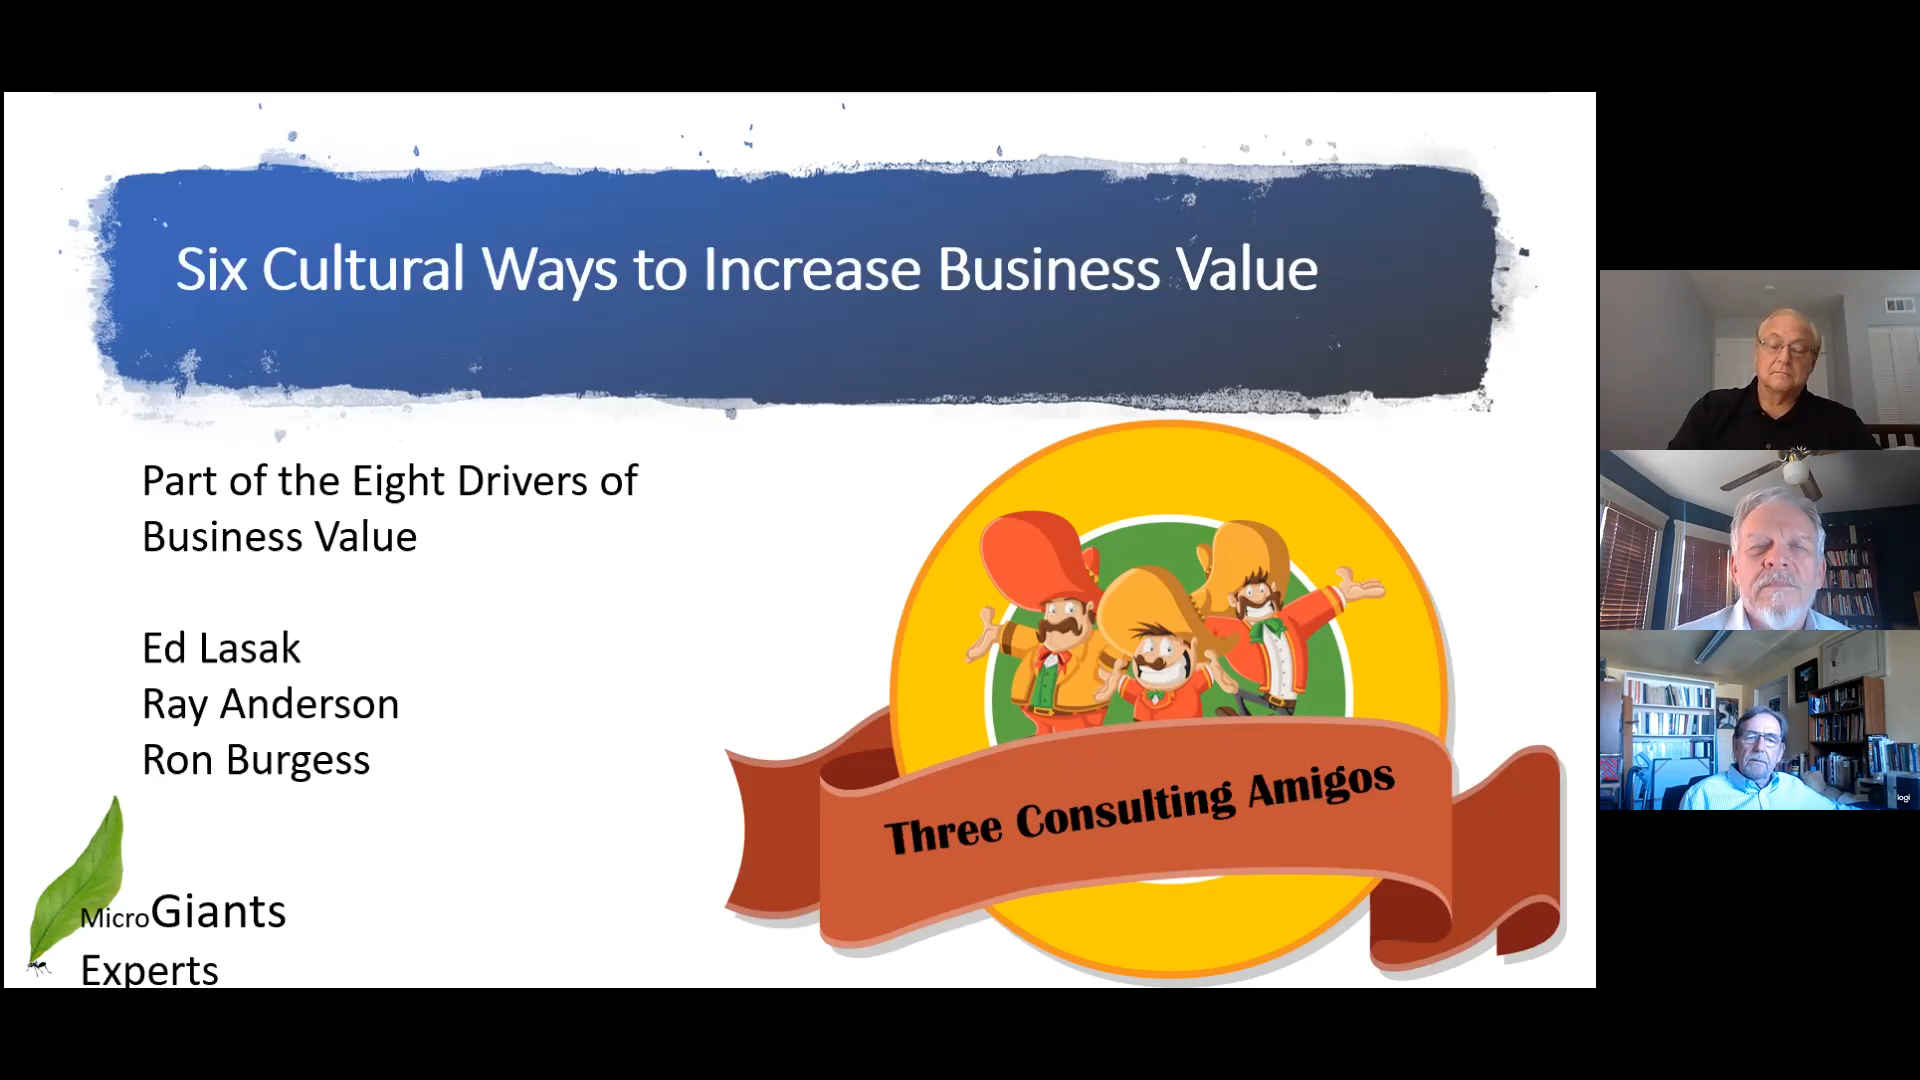 Six Cultural Ways to Increase Business Value
Part of the Eight Drivers of
Business Value
Ed Lasak
Ray Anderson
Ron Burgess
Three Consulting Amigos
MicroGiants
Experts
logi